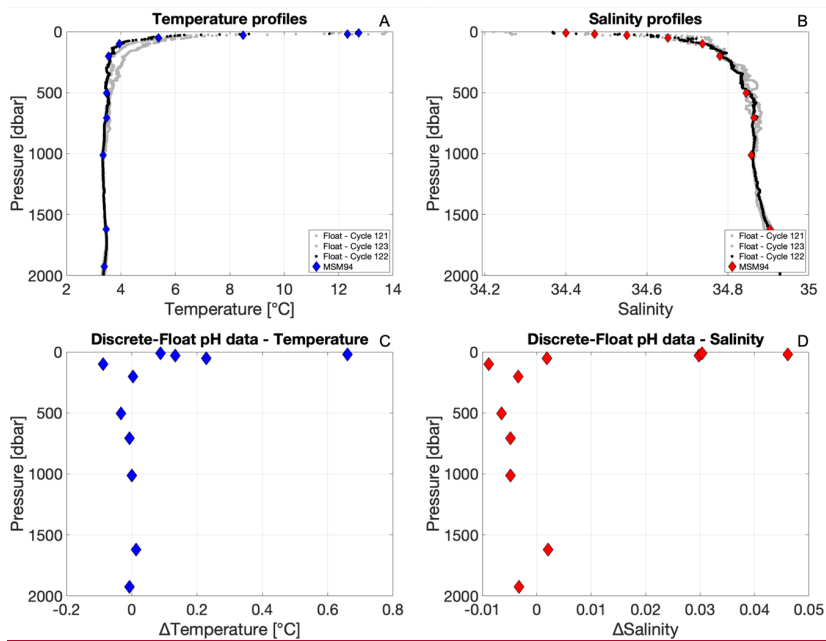 Temperature profiles
A
0
500
1000
1500
2000
Pressure [dbar]
2
4
6
8
10
12
14
Temperature [°C]
Float - Cycle 121
Float - Cycle 123
Float - Cycle 122
MSM94
Salinity profiles
B
0
500
1000
1500
2000
Pressure [dbar]
34.2
34.4
34.6
34.8
35
Salinity
Float - Cycle 121
Float - Cycle 123
Float - Cycle 122
MSM94
Discrete-Float pH data - Temperature
C
0
500
1000
1500
2000
Pressure [dbar]
-0.2
0
0.2
0.4
0.6
0.8
ΔTemperature [°C]
Discrete-Float pH data - Salinity
D
0
500
1000
1500
2000
Pressure [dbar]
-0.01
0
0.01
0.02
0.03
0.04
0.05
ΔSalinity